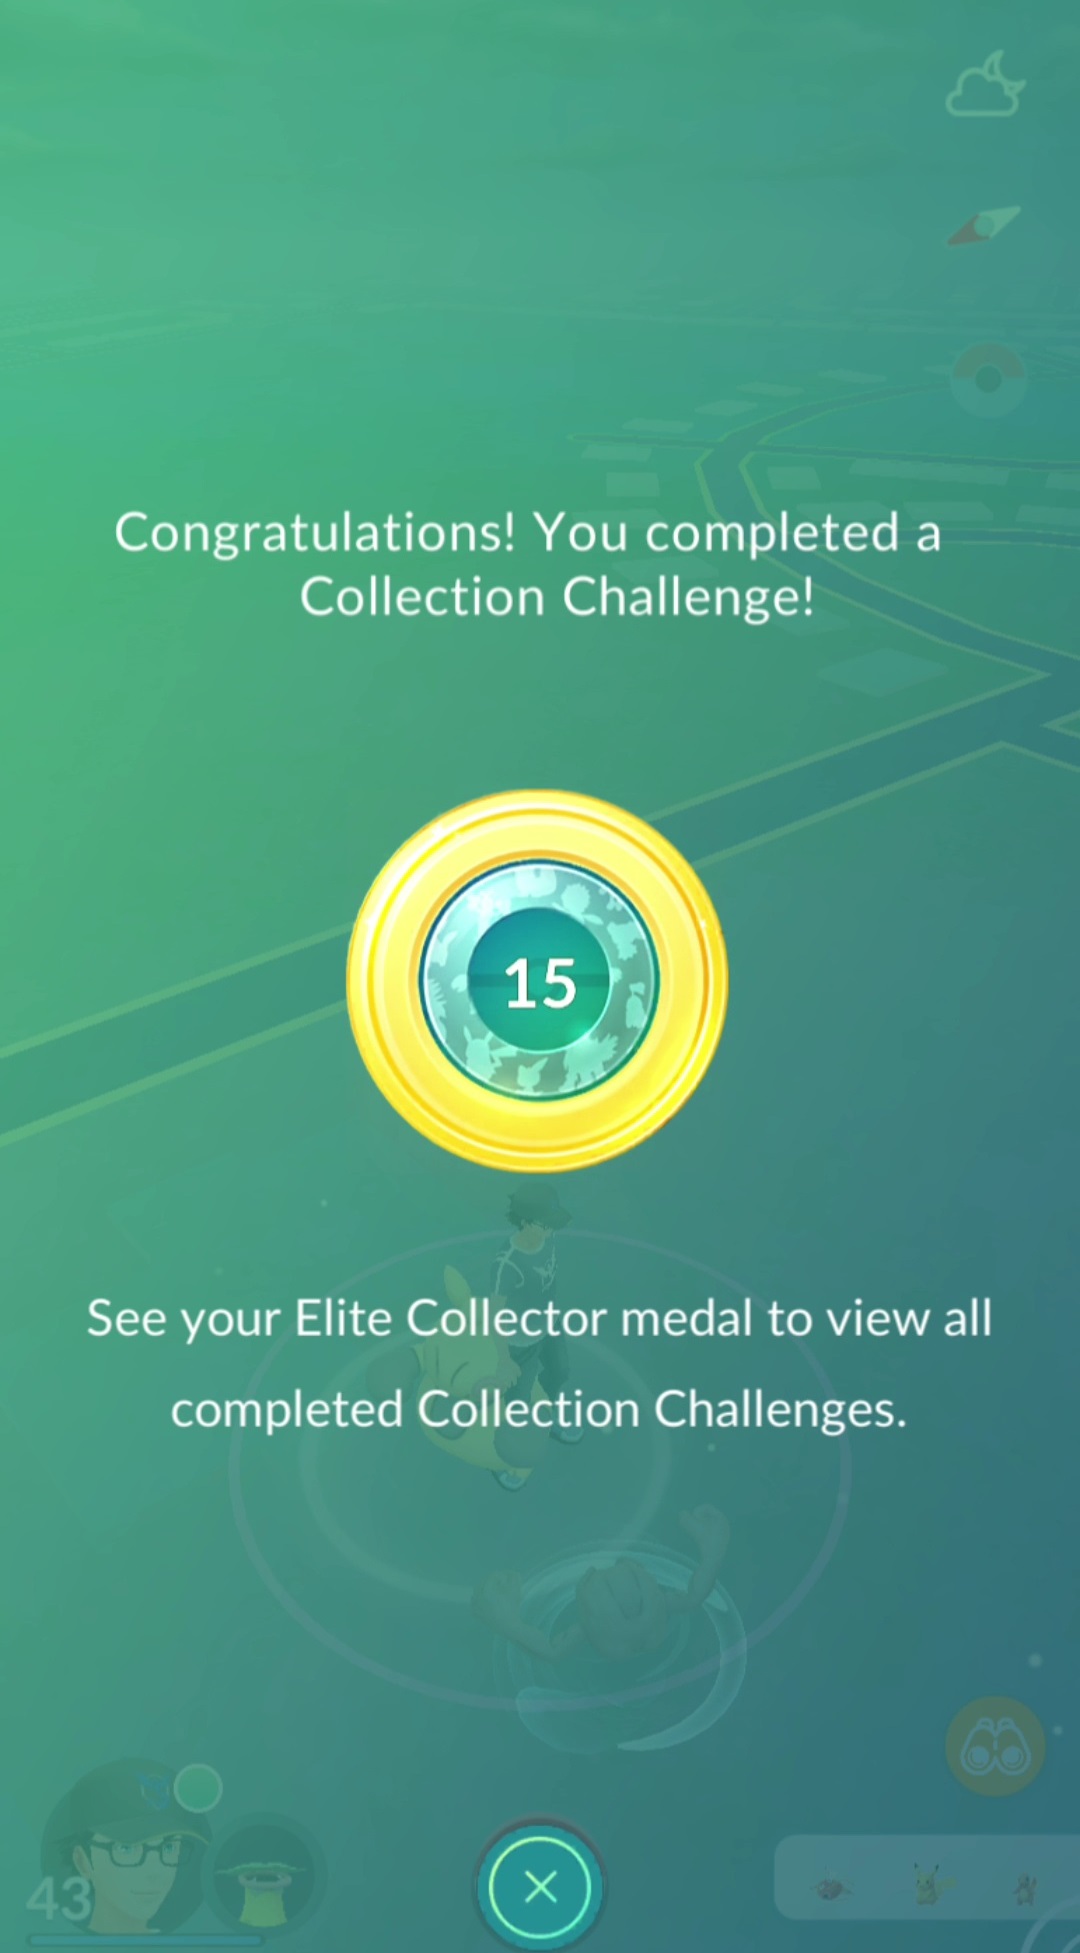 Congratulations! You completed a
Collection Challenge!
15
See your Elite Collector medal to view all
completed Collection Challenges.
43